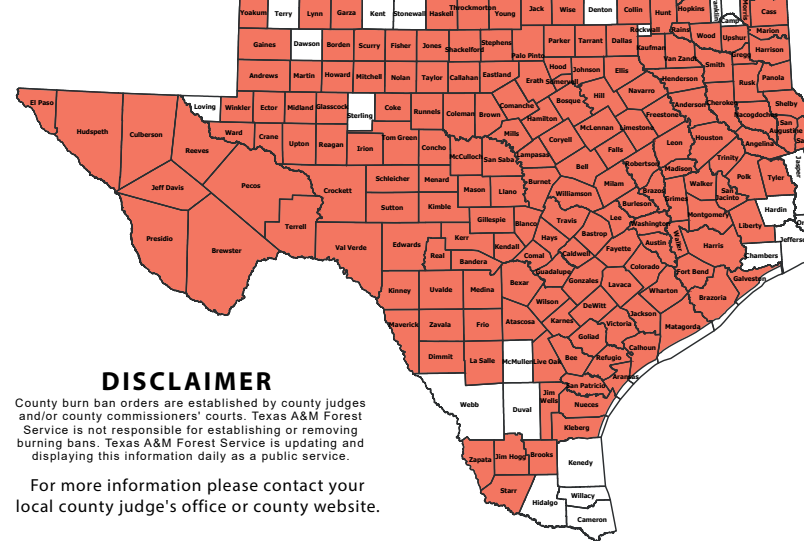 Yoakum Terry Lynn Garza Kent Stonewall Haskell Throckmorton Young Jack Wise Denton Collin Hunt Hopkins Franklin Camp Morris Cass
Gaines Dawson Borden Scurry Fisher Jones Shackelford Stephens Palo Pinto Parker Tarrant Dallas Rockwall Kaufman Rains Wood Upshur Marion
Van Zandt Gregg Harrison
Andrews Martin Howard Mitchell Nolan Taylor Callahan Eastland Erath Hood Somervell Johnson Ellis Henderson Smith Rusk Panola
El Paso Hudspeth Culberson Loving Winkler Ector Midland Glasscock Sterling Coke Runnels Coleman Brown Comanche Bosque Hill Navarro Anderson Cherokee Shelby
Reeves Ward Crane Upton Reagan Irion Tom Green Concho McCulloch San Saba Mills Hamilton Coryell McLennan Limestone Freestone Leon Houston Nacogdoches San
Augustine
Angelina
Lampasas Falls Robertson Madison Trinity Polk Tyler Jasper
Jeff Davis Pecos Crockett Schleicher Menard Mason Llano Burnet Bell Milam Brazos Grimes Walker San
Jacinto
Sutton Kimble Williamson Burleson Hardin
Presidio Brewster Terrell Val Verde Edwards Gillespie Blanco Travis Lee Washington Montgomery Liberty
Real Kerr Kendall Hays Bastrop Fayette Austin Waller Harris Jefferson
Bandera Comal Caldwell Chambers
Kinney Uvalde Medina Bexar Guadalupe Gonzales Lavaca Colorado Wharton Fort Bend Galveston
Maverick Zavala Frio Atascosa Wilson Karnes DeWitt Victoria Jackson Matagorda Brazoria
Dimmit La Salle McMullen Live Oak Bee Goliad Refugio Calhoun
Aransas
Webb Duval Jim
Wells San Patricio
Nueces
Kleberg
Zapata Jim Hogg Brooks Kenedy
Starr Hidalgo Willacy
Cameron
DISCLAIMER
County burn ban orders are established by county judges
and/or county commissioners' courts. Texas A&M Forest
Service is not responsible for establishing or removing
burning bans. Texas A&M Forest Service is updating and
displaying this information daily as a public service.
For more information please contact your
local county judge's office or county website.